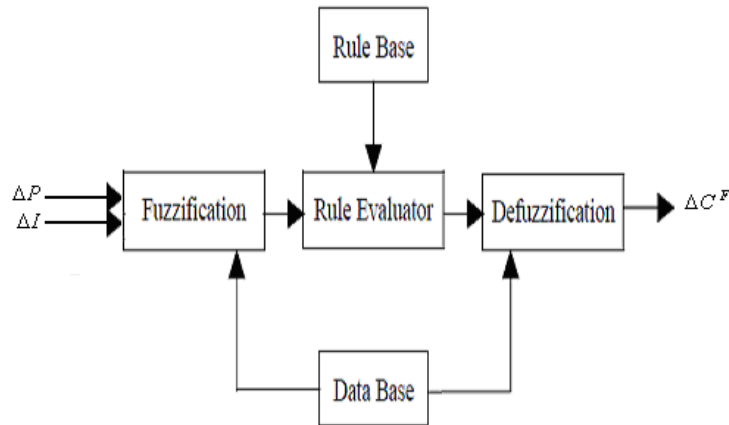 Rule Base
ΔP
ΔI
Fuzzification
Rule Evaluator
Defuzzification
ΔC^F
Data Base